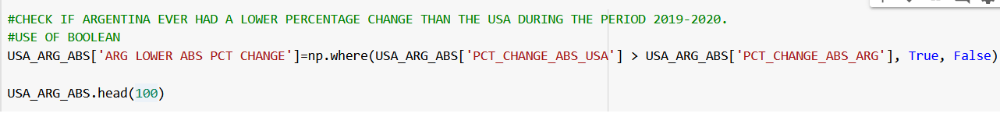 #CHECK IF ARGENTINA EVER HAD A LOWER PERCENTAGE CHANGE THAN THE USA DURING THE PERIOD 2019-2020.
#USE OF BOOLEAN
USA_ARG_ABS['ARG LOWER ABS PCT CHANGE']=np.where(USA_ARG_ABS['PCT_CHANGE_ABS_USA'] > USA_ARG_ABS['PCT_CHANGE_ABS_ARG'], True, False)
USA_ARG_ABS.head(100)